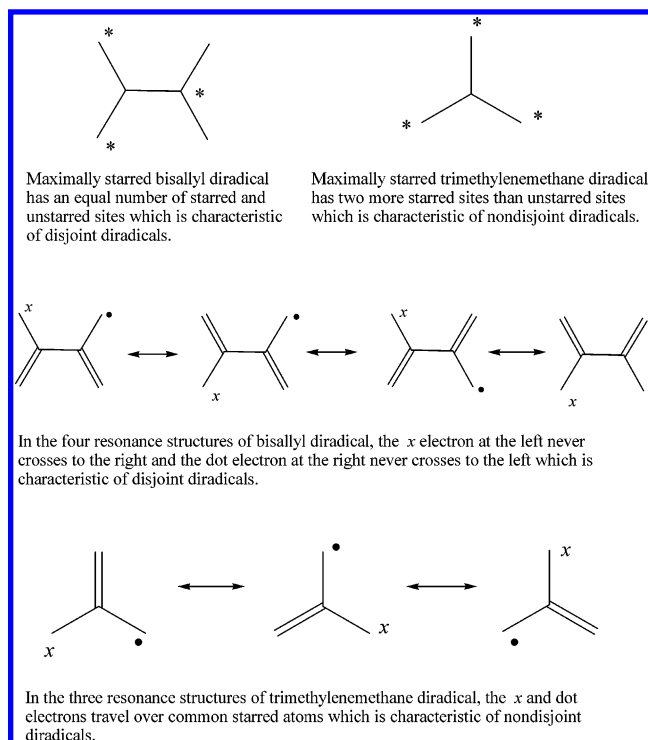 *
*
*
*
*
*
Maximally starred bisallyl diradical
has an equal number of starred and
unstarred sites which is characteristic
of disjoint diradicals.
Maximally starred trimethylenemethane diradical
has two more starred sites than unstarred sites
which is characteristic of nondisjoint diradicals.
x
x
x
x
In the four resonance structures of bisallyl diradical, the x electron at the left never
crosses to the right and the dot electron at the right never crosses to the left which is
characteristic of disjoint diradicals.
x
x
x
In the three resonance structures of trimethylenemethane diradical, the x and dot
electrons travel over common starred atoms which is characteristic of nondisjoint
diradicals.